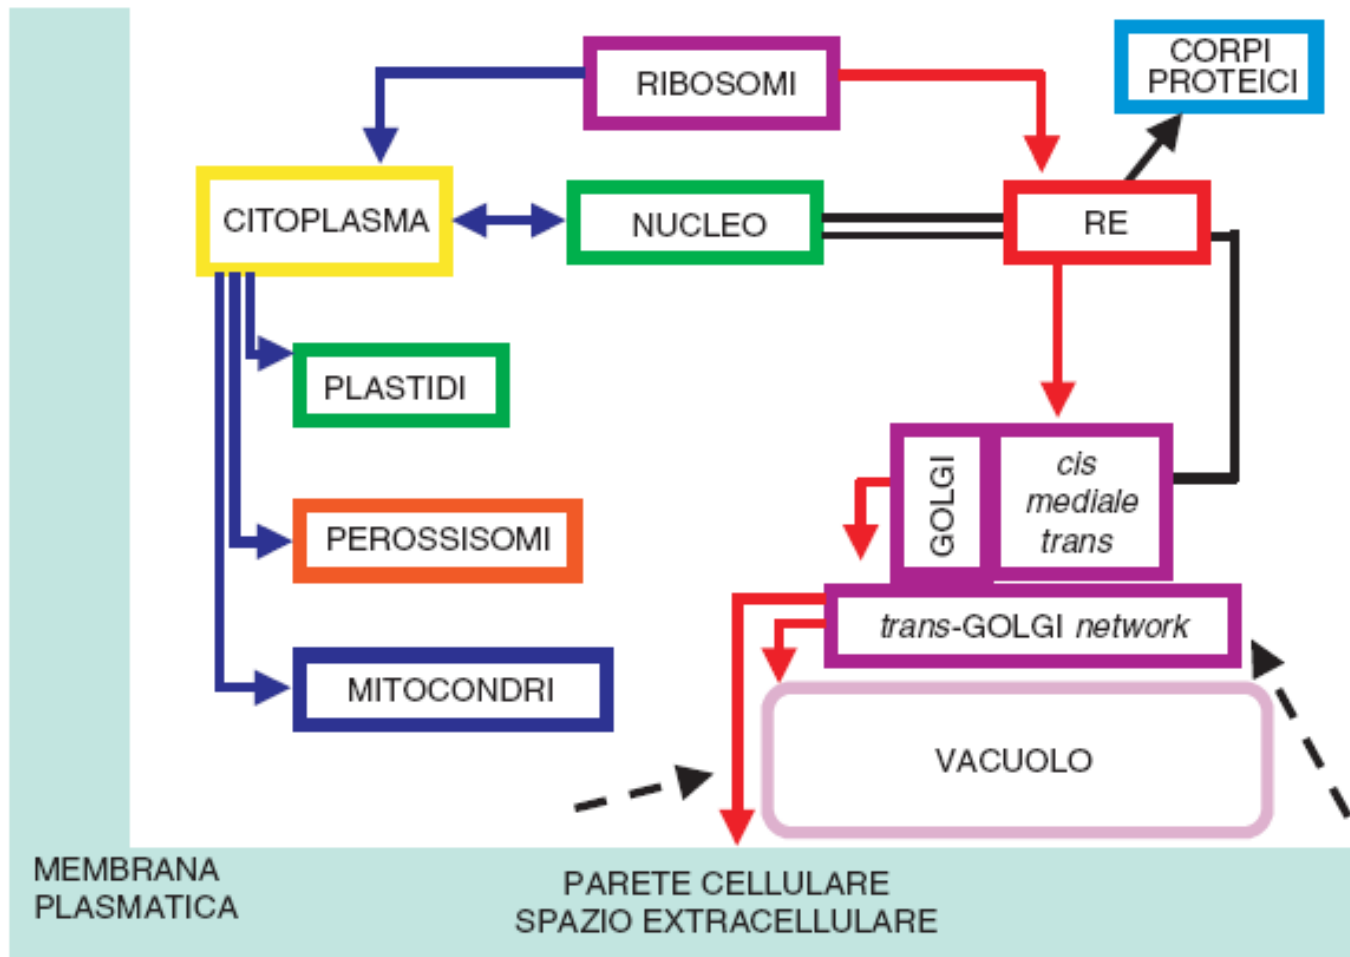 RIBOSOMI
CORPI
PROTEICI
CITOPLASMA
NUCLEO
RE
PLASTIDI
GOLGI
cis
mediale
trans
PEROSSISOMI
trans-GOLGI network
MITOCONDRI
VACUOLO
MEMBRANA
PLASMATICA
PARETE CELLULARE
SPAZIO EXTRACELLULARE